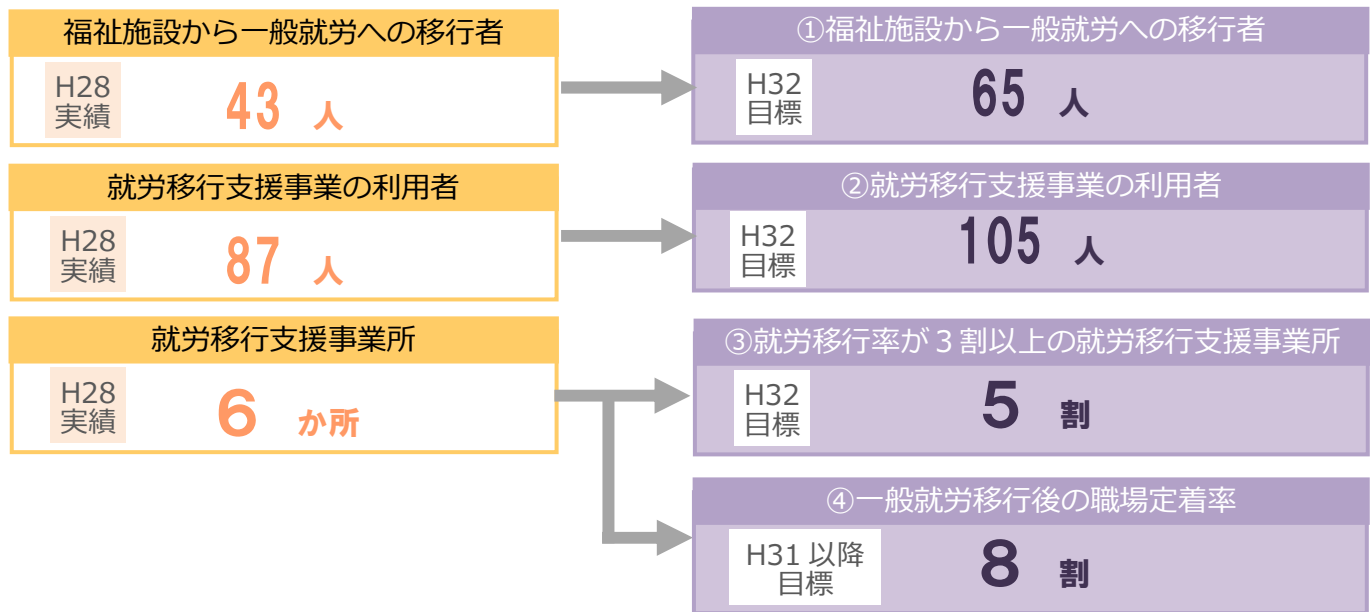 福祉施設から一般就労への移行者
H28
実績
43 人
①福祉施設から一般就労への移行者
H32
目標
65 人
就労移行支援事業の利用者
H28
実績
87 人
②就労移行支援事業の利用者
H32
目標
105 人
就労移行支援事業所
H28
実績
6 か所
③就労移行率が3割以上の就労移行支援事業所
H32
目標
5 割
④一般就労移行後の職場定着率
H31 以降
目標
8 割